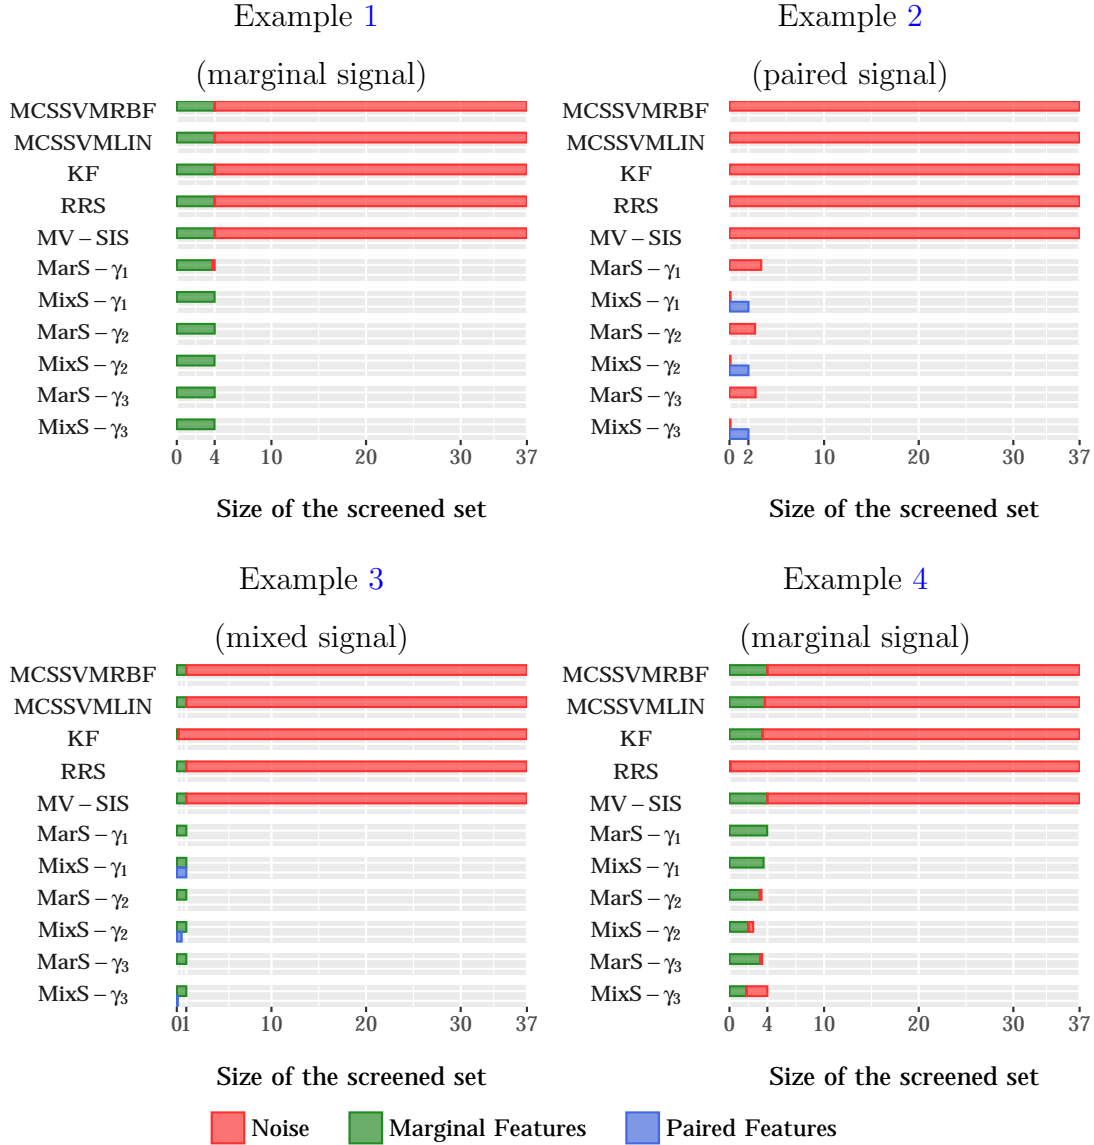 Example 1
(marginal signal)
MCSSVMRBF
MCSSVMLIN
KF
RRS
MV − SIS
MarS − γ₁
MixS − γ₁
MarS − γ₂
MixS − γ₂
MarS − γ₃
MixS − γ₃
0 4 10 20 30 37
Size of the screened set
Example 2
(paired signal)
MCSSVMRBF
MCSSVMLIN
KF
RRS
MV − SIS
MarS − γ₁
MixS − γ₁
MarS − γ₂
MixS − γ₂
MarS − γ₃
MixS − γ₃
0 2 10 20 30 37
Size of the screened set
Example 3
(mixed signal)
MCSSVMRBF
MCSSVMLIN
KF
RRS
MV − SIS
MarS − γ₁
MixS − γ₁
MarS − γ₂
MixS − γ₂
MarS − γ₃
MixS − γ₃
0 1 10 20 30 37
Size of the screened set
Example 4
(marginal signal)
MCSSVMRBF
MCSSVMLIN
KF
RRS
MV − SIS
MarS − γ₁
MixS − γ₁
MarS − γ₂
MixS − γ₂
MarS − γ₃
MixS − γ₃
0 4 10 20 30 37
Size of the screened set
Noise Marginal Features Paired Features